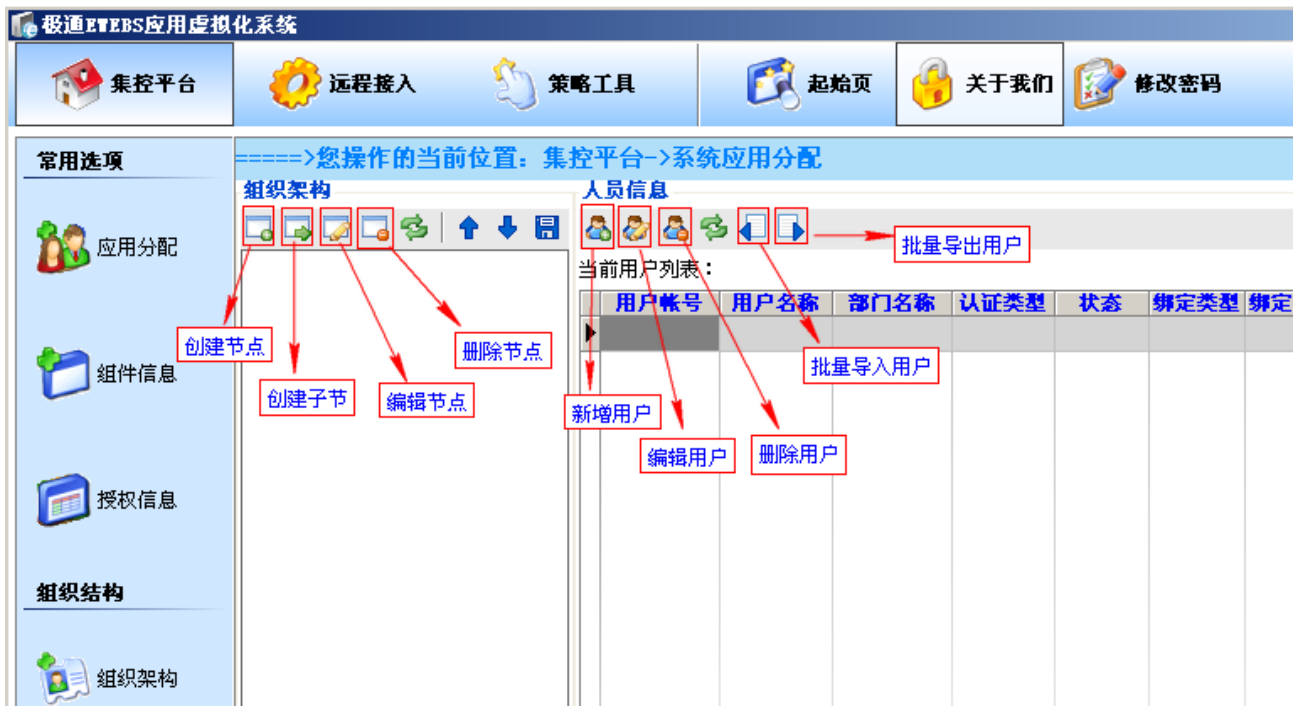 极通EWEBS应用虚拟化系统
集控平台 远程接入 策略工具 起始页 关于我们 修改密码
常用选项
=====>您操作的当前位置：集控平台->系统应用分配
组织架构 人员信息
应用分配
批量导出用户
当前用户列表：
用户帐号 用户名称 部门名称 认证类型 状态 绑定类型 绑定
创建节点 删除节点
批量导入用户
组件信息
创建子节 编辑节点
新增用户
编辑用户 删除用户
授权信息
组织结构
组织架构